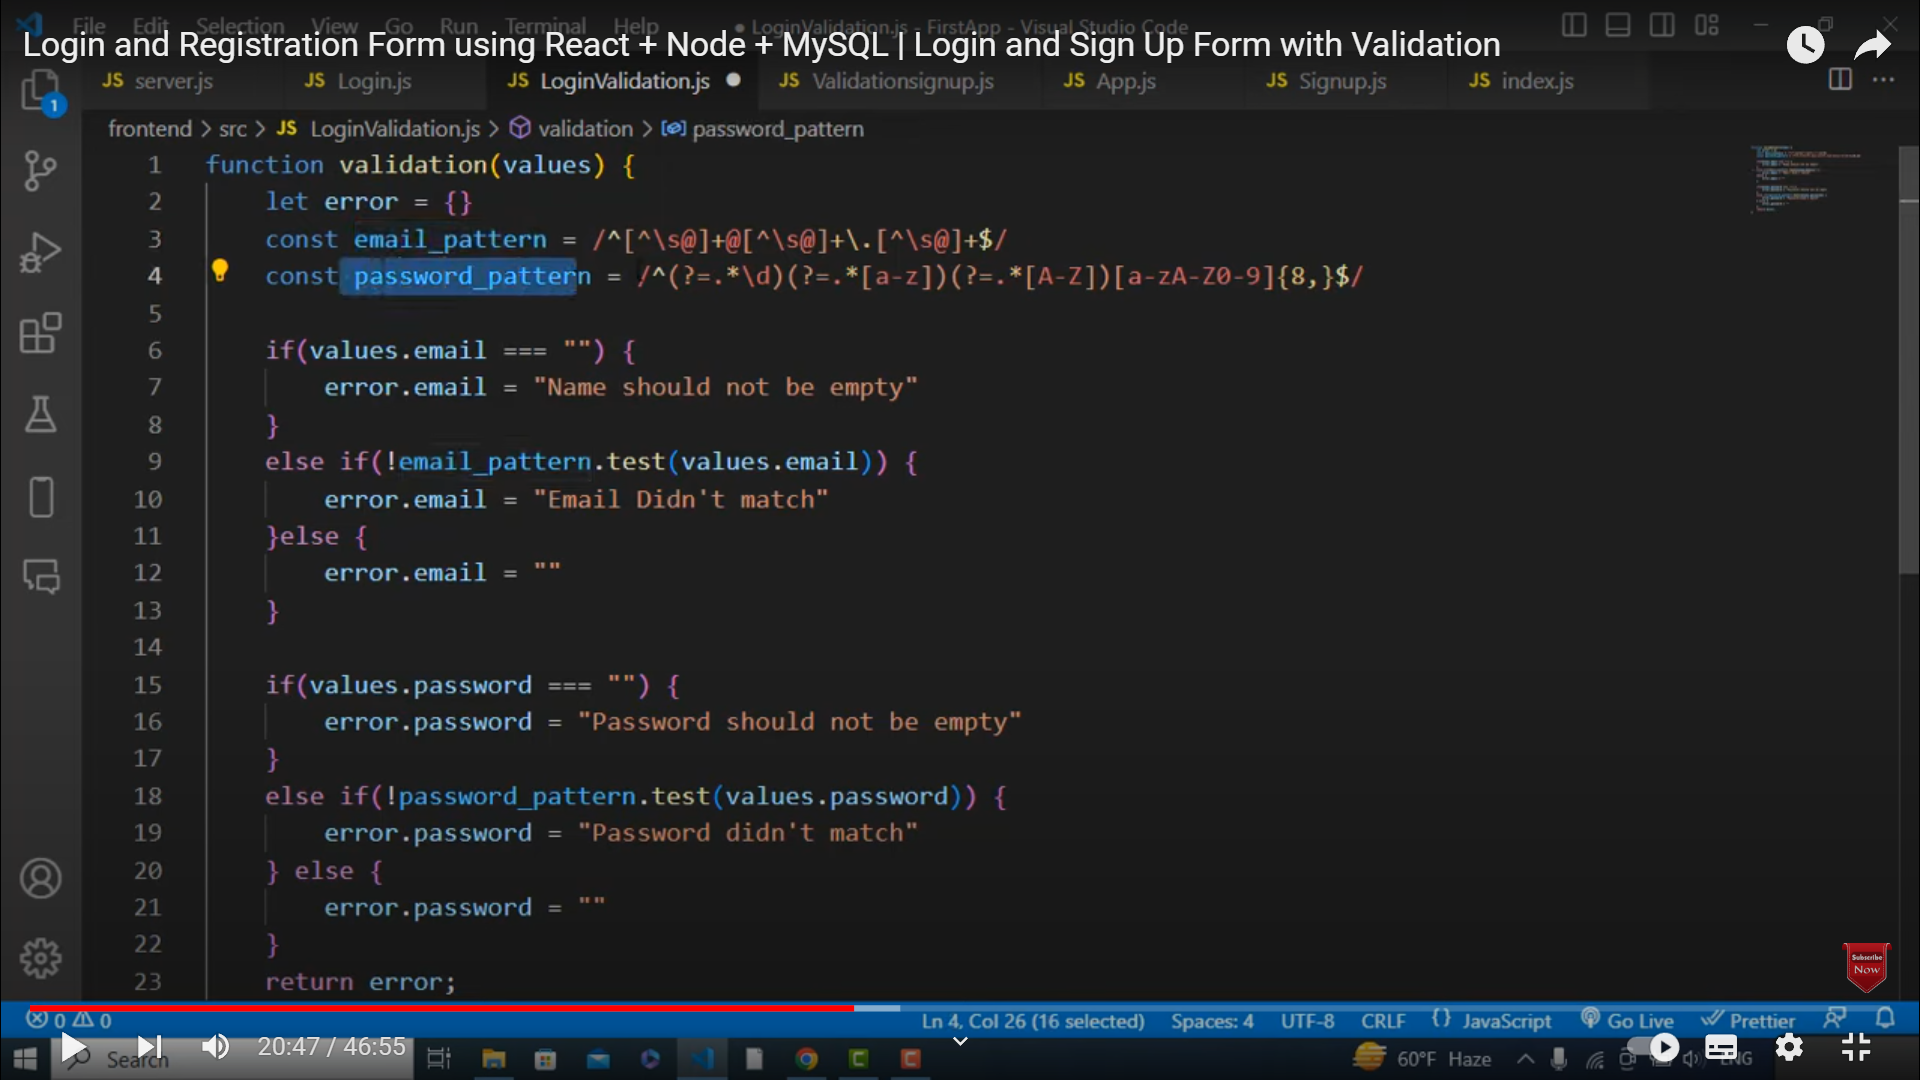 File Edit Selection View Go Run Terminal Help ● LoginValidation.js - FirstApp - Visual Studio Code
Login and Registration Form using React + Node + MySQL | Login and Sign Up Form with Validation
JS server.js JS Login.js JS LoginValidation.js ● JS Validationsignup.js JS App.js JS Signup.js JS index.js ...
1
frontend > src > JS LoginValidation.js > validation > password_pattern
1 function validation(values) {
2 let error = {}
3 const email_pattern = /^[^\s@]+@[^\s@]+\.[^\s@]+$/
4 const password_pattern = /^(?=.*\d)(?=.*[a-z])(?=.*[A-Z])[a-zA-Z0-9]{8,}$/
5
6 if(values.email === "") {
7 error.email = "Name should not be empty"
8 }
9 else if(!email_pattern.test(values.email)) {
10 error.email = "Email Didn't match"
11 }else {
12 error.email = ""
13 }
14
15 if(values.password === "") {
16 error.password = "Password should not be empty"
17 }
18 else if(!password_pattern.test(values.password)) {
19 error.password = "Password didn't match"
20 } else {
21 error.password = ""
22 }
23 return error;
Subscribe
Now
0 0 Ln 4, Col 26 (16 selected) Spaces: 4 UTF-8 CRLF {} JavaScript Go Live Prettier
Search 20:47 / 46:55 60°F Haze ENG